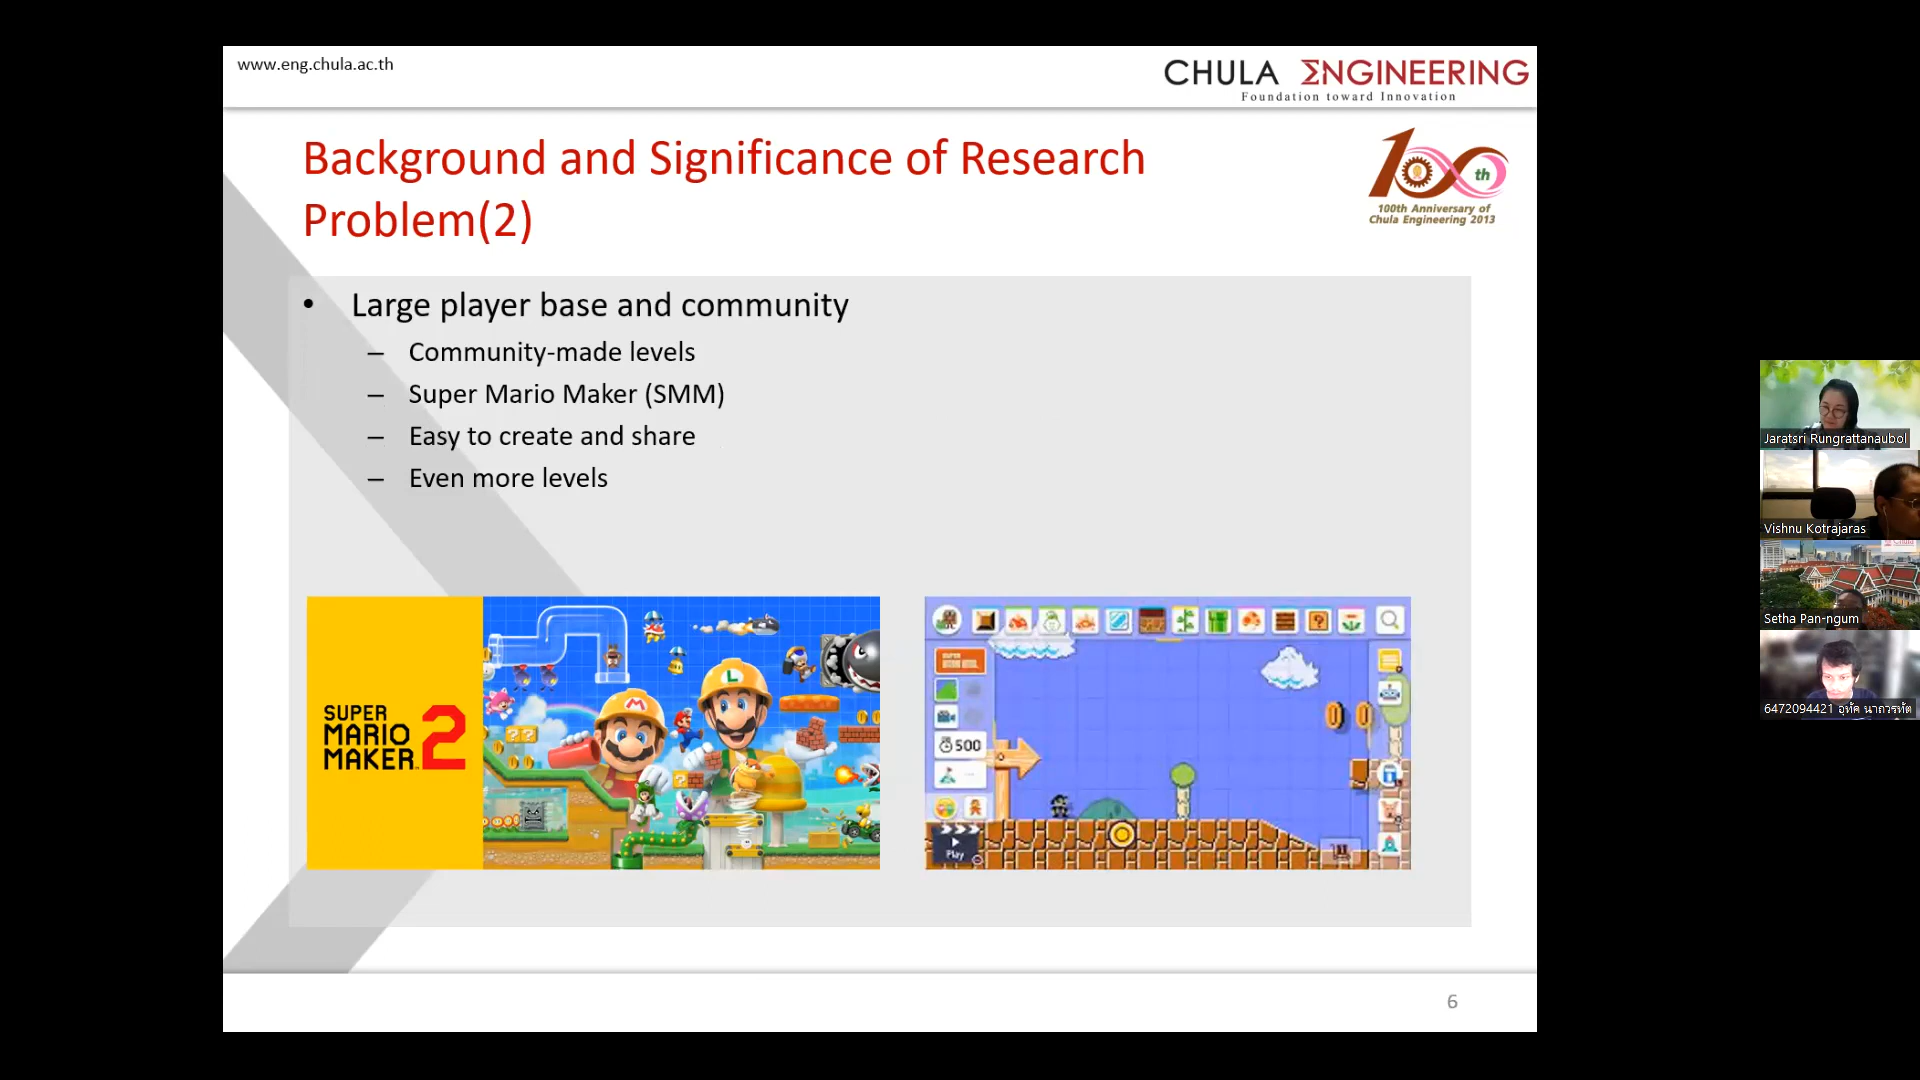 www.eng.chula.ac.th
CHULA ΣNGINEERING
Foundation toward Innovation
Background and Significance of Research
Problem(2)
100th
100th Anniversary of
Chula Engineering 2013
• Large player base and community
– Community-made levels
– Super Mario Maker (SMM)
– Easy to create and share
– Even more levels
SUPER
MARIO
MAKER 2
500
Play
6
Jaratsri Rungrattanaubol
Vishnu Kotrajaras
Setha Pan-ngum
6472094421 อุทัค นาถวรทัต